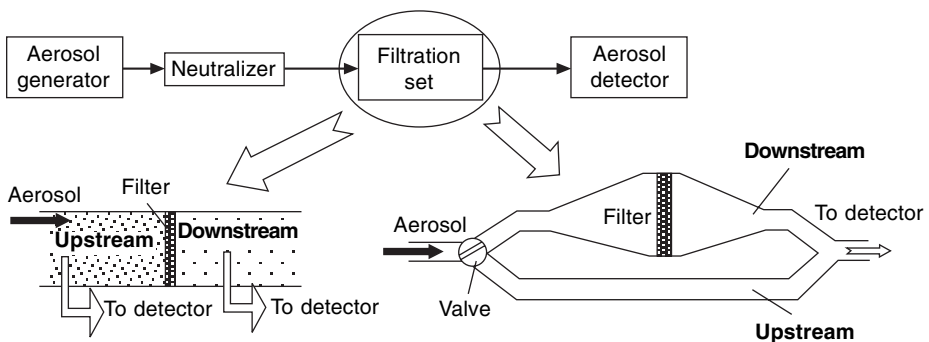 Aerosol
generator
Neutralizer
Filtration
set
Aerosol
detector
Aerosol
Filter
Upstream
Downstream
To detector
To detector
Aerosol
Valve
Filter
Downstream
To detector
Upstream